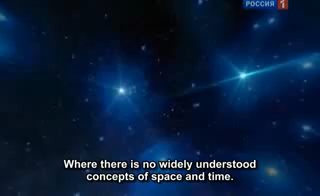 РОССИЯ 1
Where there is no widely understood
concepts of space and time.